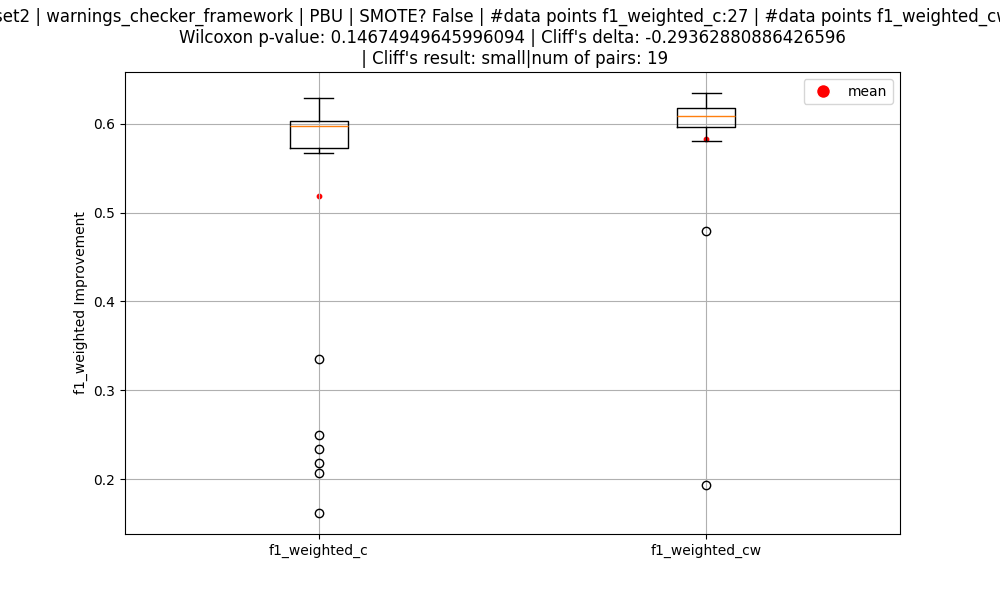 set2 | warnings_checker_framework | PBU | SMOTE? False | #data points f1_weighted_c:27 | #data points f1_weighted_cw
Wilcoxon p-value: 0.14674949645996094 | Cliff's delta: -0.29362880886426596
| Cliff's result: small|num of pairs: 19
mean
f1_weighted Improvement
0.6
0.5
0.4
0.3
0.2
f1_weighted_c
f1_weighted_cw